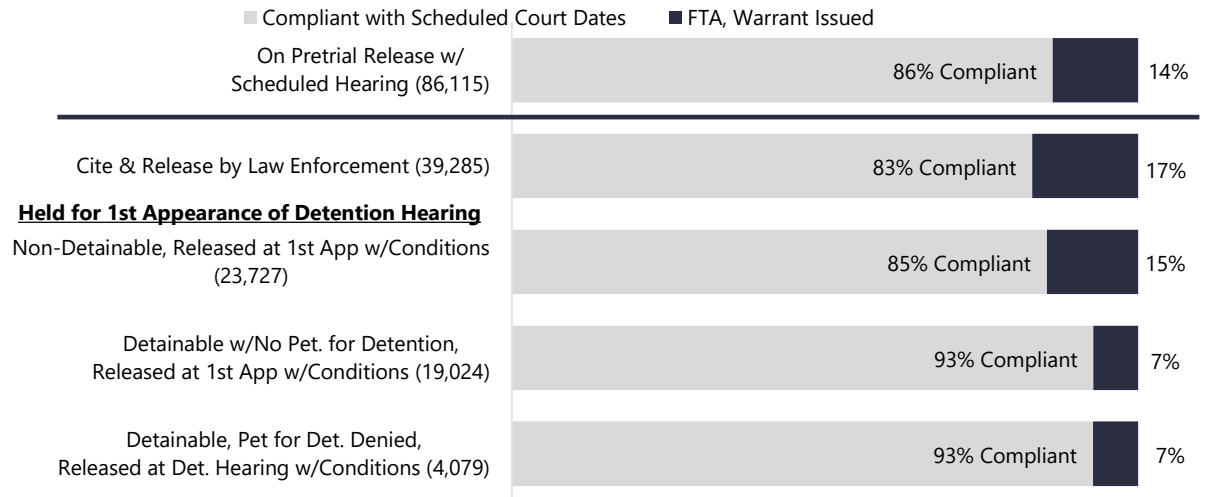 Compliant with Scheduled Court Dates
FTA, Warrant Issued
On Pretrial Release w/
Scheduled Hearing (86,115)
86% Compliant
14%
Cite & Release by Law Enforcement (39,285)
83% Compliant
17%
Held for 1st Appearance of Detention Hearing
Non-Detainable, Released at 1st App w/Conditions
(23,727)
85% Compliant
15%
Detainable w/No Pet. for Detention,
Released at 1st App w/Conditions (19,024)
93% Compliant
7%
Detainable, Pet for Det. Denied,
Released at Det. Hearing w/Conditions (4,079)
93% Compliant
7%